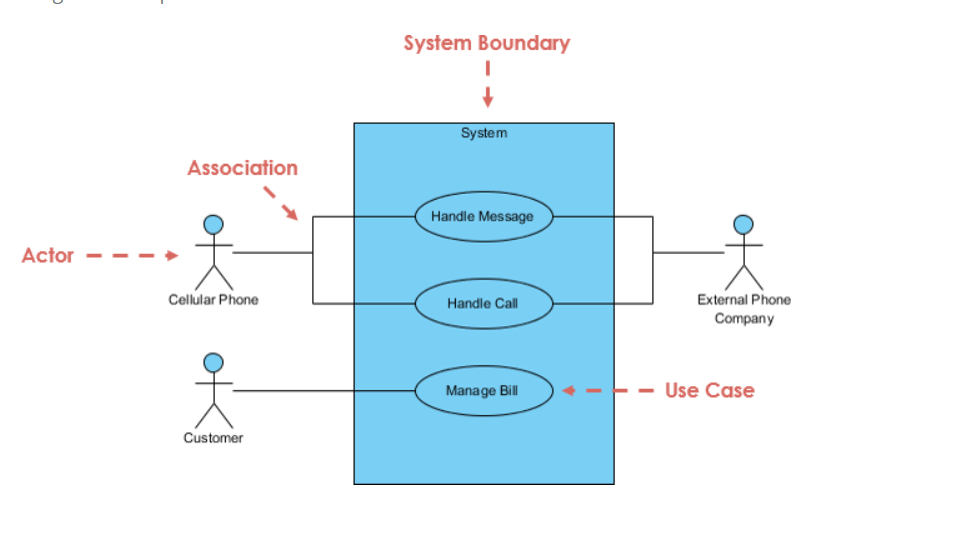 System Boundary
System
Association
Handle Message
Actor
Cellular Phone
Handle Call
External Phone
Company
Manage Bill
Use Case
Customer